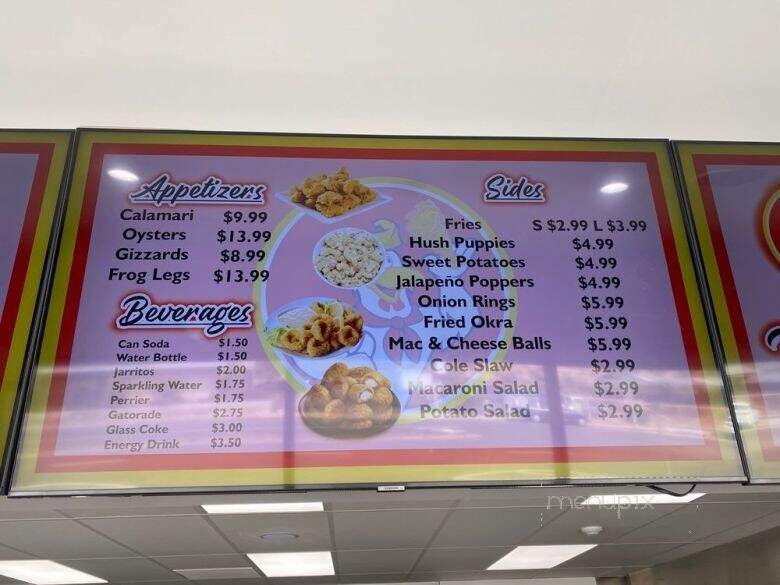 Appetizers
Calamari $9.99
Oysters $13.99
Gizzards $8.99
Frog Legs $13.99
Beverages
Can Soda $1.50
Water Bottle $1.50
Jarritos $2.00
Sparkling Water $1.75
Perrier $1.75
Gatorade $2.75
Glass Coke $3.00
Energy Drink $3.50
Sides
Fries S $2.99 L $3.99
Hush Puppies $4.99
Sweet Potatoes $4.99
Jalapeño Poppers $4.99
Onion Rings $5.99
Fried Okra $5.99
Mac & Cheese Balls $5.99
Cole Slaw $2.99
Macaroni Salad $2.99
Potato Salad $2.99
menupix